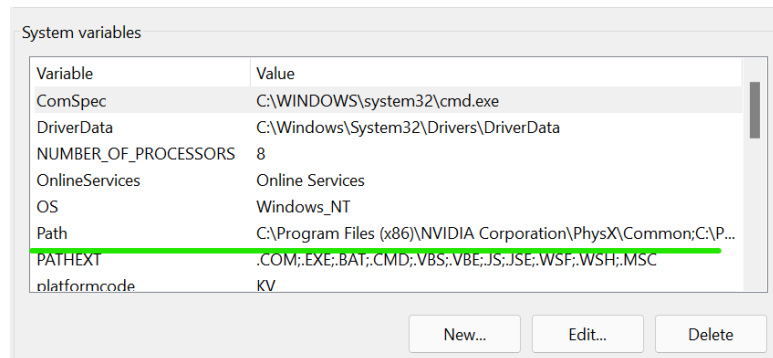 System variables
Variable Value
ComSpec C:\WINDOWS\system32\cmd.exe
DriverData C:\Windows\System32\Drivers\DriverData
NUMBER_OF_PROCESSORS 8
OnlineServices Online Services
OS Windows_NT
Path C:\Program Files (x86)\NVIDIA Corporation\PhysX\Common;C:\P...
PATHEXT .COM;.EXE;.BAT;.CMD;.VBS;.VBE;.JS;.JSE;.WSF;.WSH;.MSC
platformcode KV
New... Edit... Delete